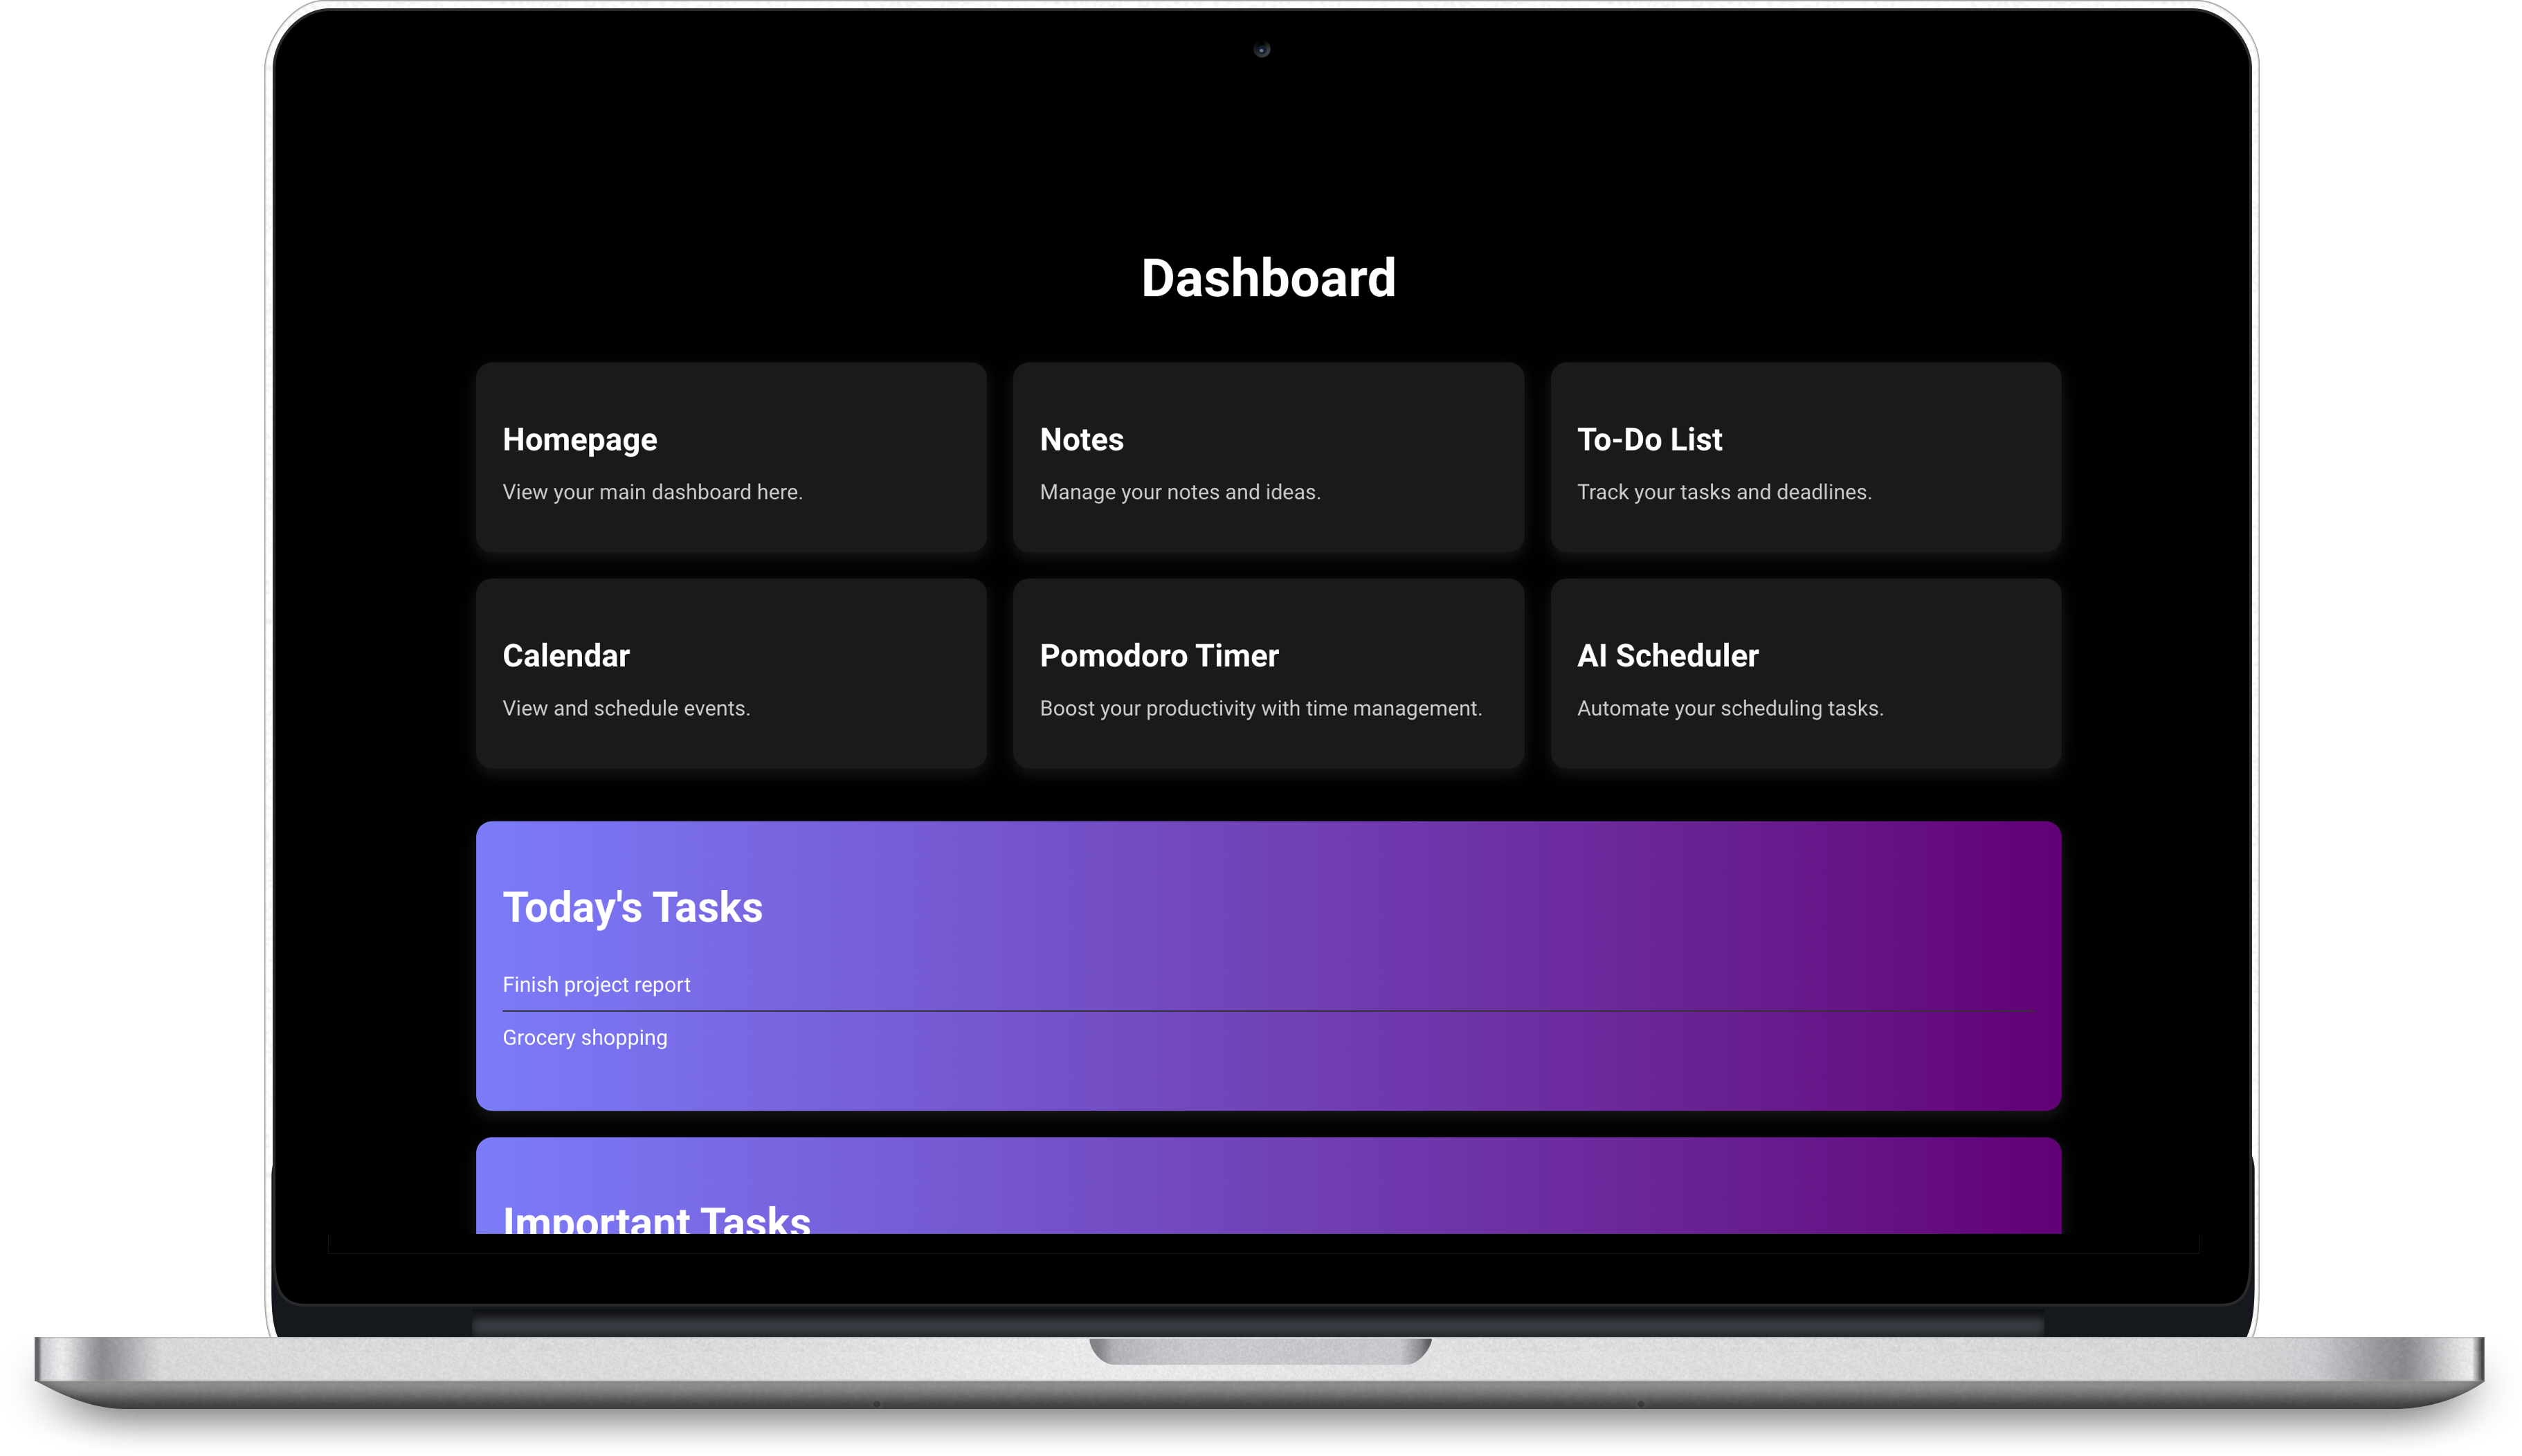 Dashboard
Homepage
View your main dashboard here.
Notes
Manage your notes and ideas.
To-Do List
Track your tasks and deadlines.
Calendar
View and schedule events.
Pomodoro Timer
Boost your productivity with time management.
AI Scheduler
Automate your scheduling tasks.
Today's Tasks
Finish project report
Grocery shopping
Important Tasks